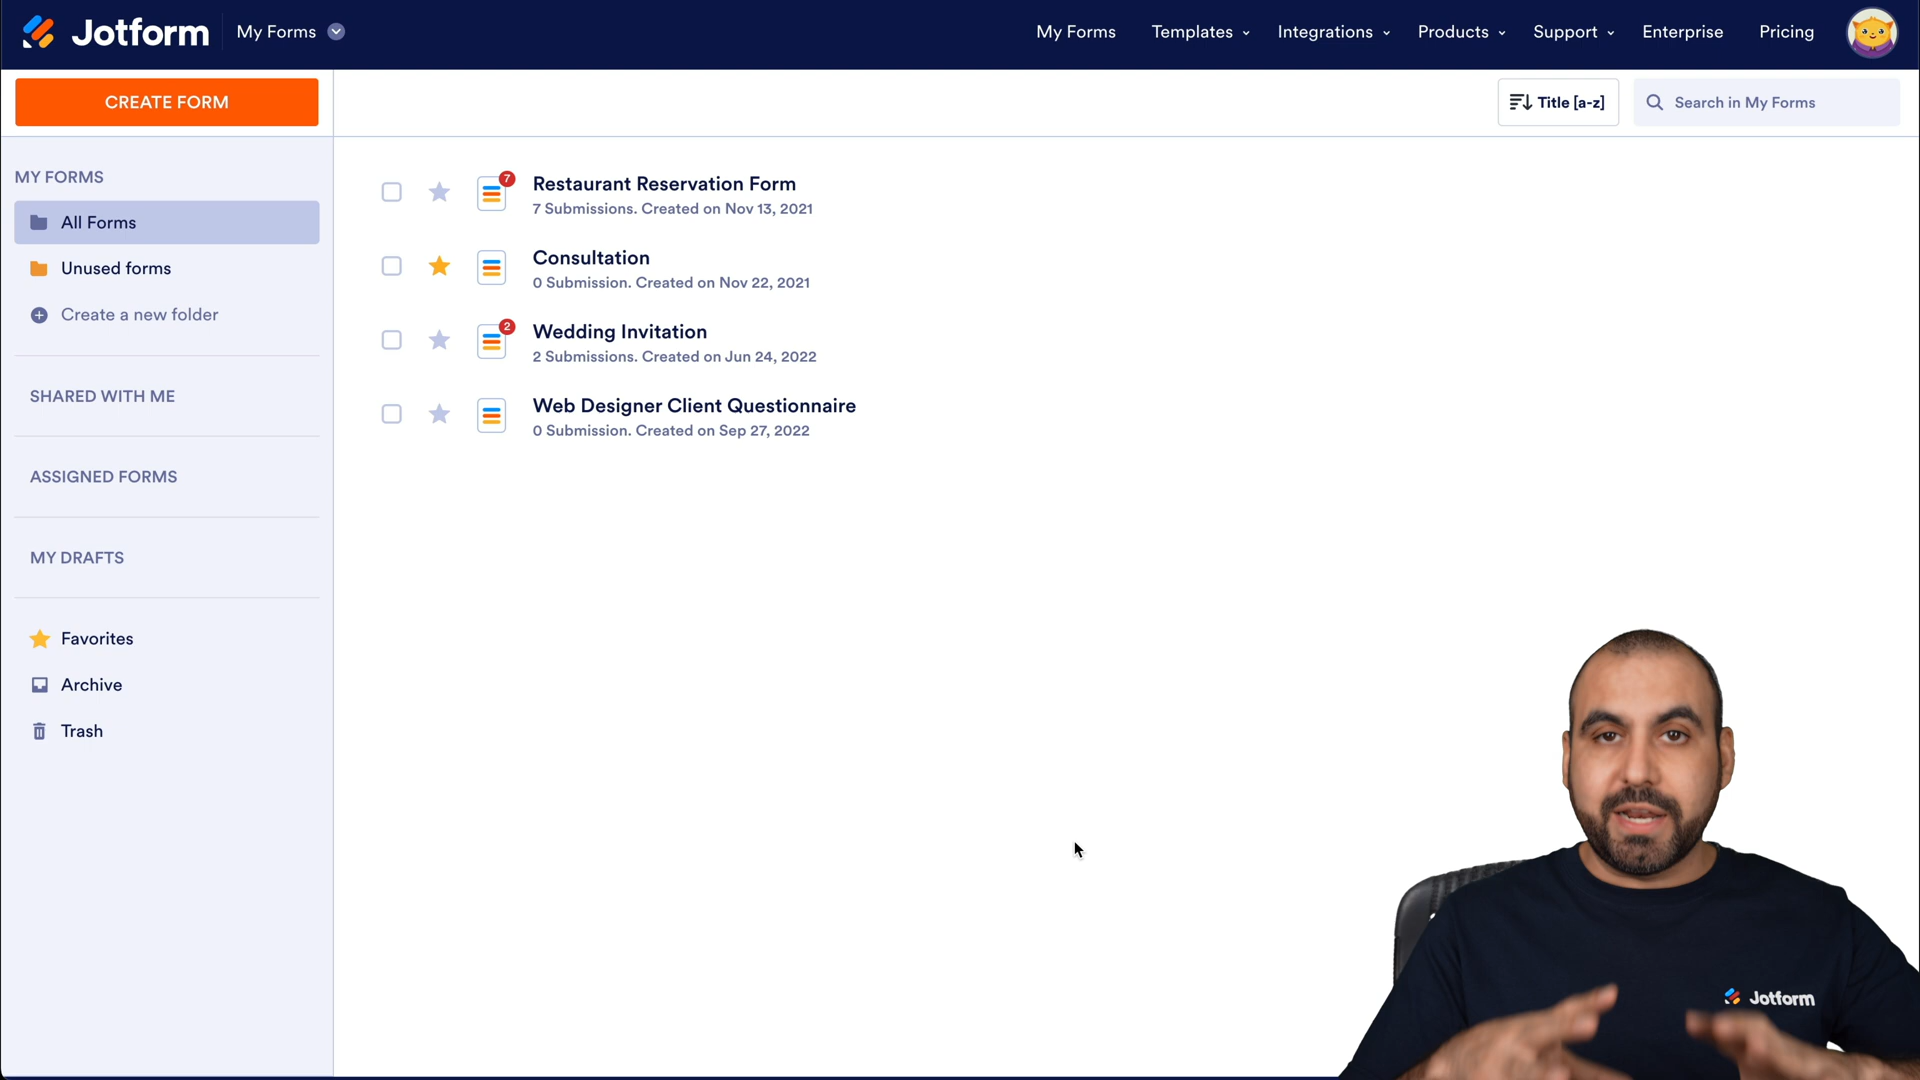 Jotform
My Forms
My Forms
Templates
Integrations
Products
Support
Enterprise
Pricing
CREATE FORM
Title [a-z]
Search in My Forms
MY FORMS
All Forms
Unused forms
Create a new folder
SHARED WITH ME
ASSIGNED FORMS
MY DRAFTS
Favorites
Archive
Trash
7
Restaurant Reservation Form
7 Submissions. Created on Nov 13, 2021
Consultation
0 Submission. Created on Nov 22, 2021
2
Wedding Invitation
2 Submissions. Created on Jun 24, 2022
Web Designer Client Questionnaire
0 Submission. Created on Sep 27, 2022
Jotform